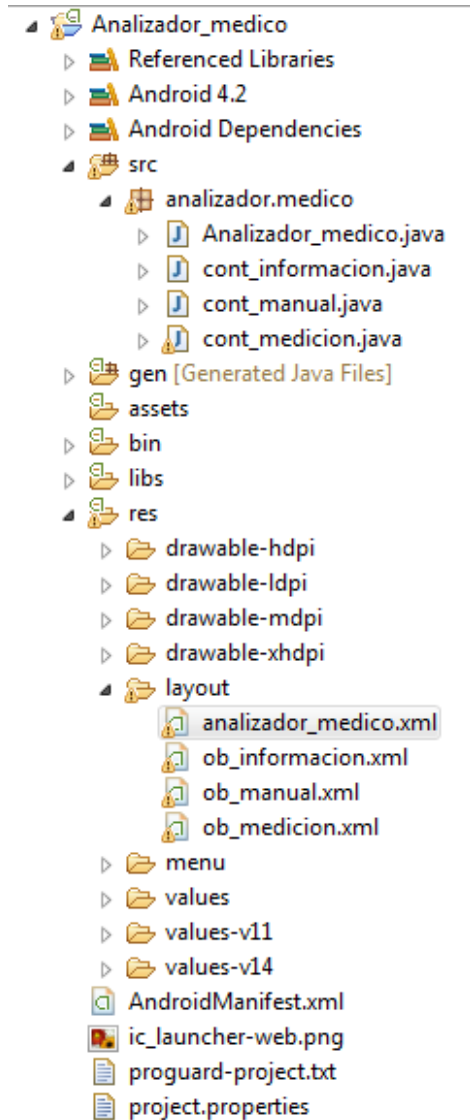 Analizador_medico
Referenced Libraries
Android 4.2
Android Dependencies
src
analizador.medico
Analizador_medico.java
cont_informacion.java
cont_manual.java
cont_medicion.java
gen [Generated Java Files]
assets
bin
libs
res
drawable-hdpi
drawable-ldpi
drawable-mdpi
drawable-xhdpi
layout
analizador_medico.xml
ob_informacion.xml
ob_manual.xml
ob_medicion.xml
menu
values
values-v11
values-v14
AndroidManifest.xml
ic_launcher-web.png
proguard-project.txt
project.properties